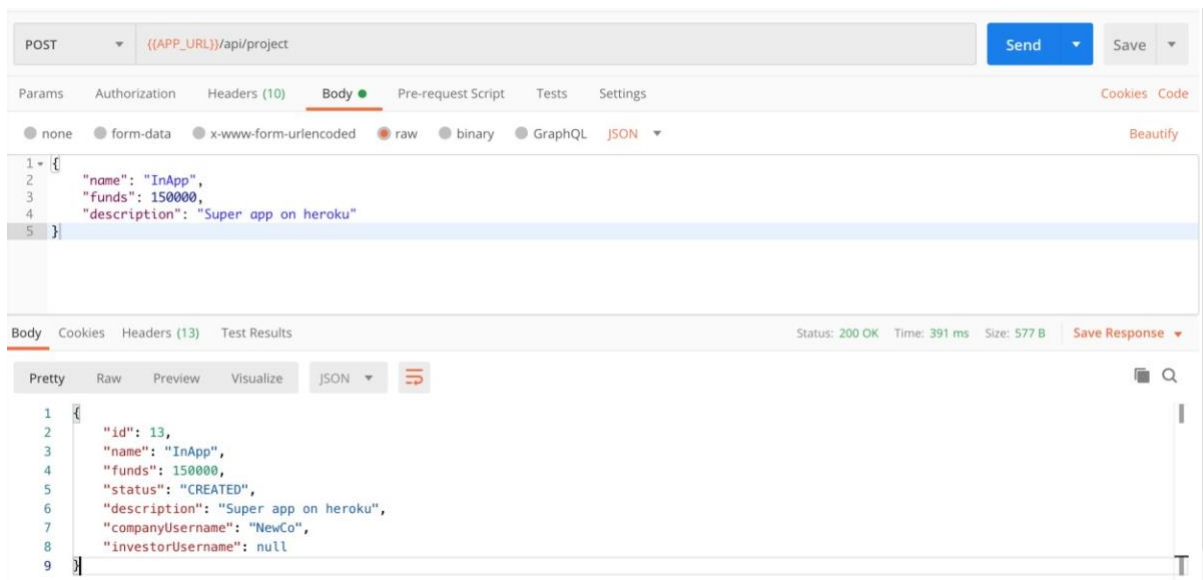 POST {{APP_URL}}/api/project Send Save
Params Authorization Headers (10) Body Pre-request Script Tests Settings Cookies Code
none form-data x-www-form-urlencoded raw binary GraphQL JSON Beautify
1 {
2 "name": "InApp",
3 "funds": 150000,
4 "description": "Super app on heroku"
5 }
Body Cookies Headers (13) Test Results Status: 200 OK Time: 391 ms Size: 577 B Save Response
Pretty Raw Preview Visualize JSON
1 {
2 "id": 13,
3 "name": "InApp",
4 "funds": 150000,
5 "status": "CREATED",
6 "description": "Super app on heroku",
7 "companyUsername": "NewCo",
8 "investorUsername": null
9 }